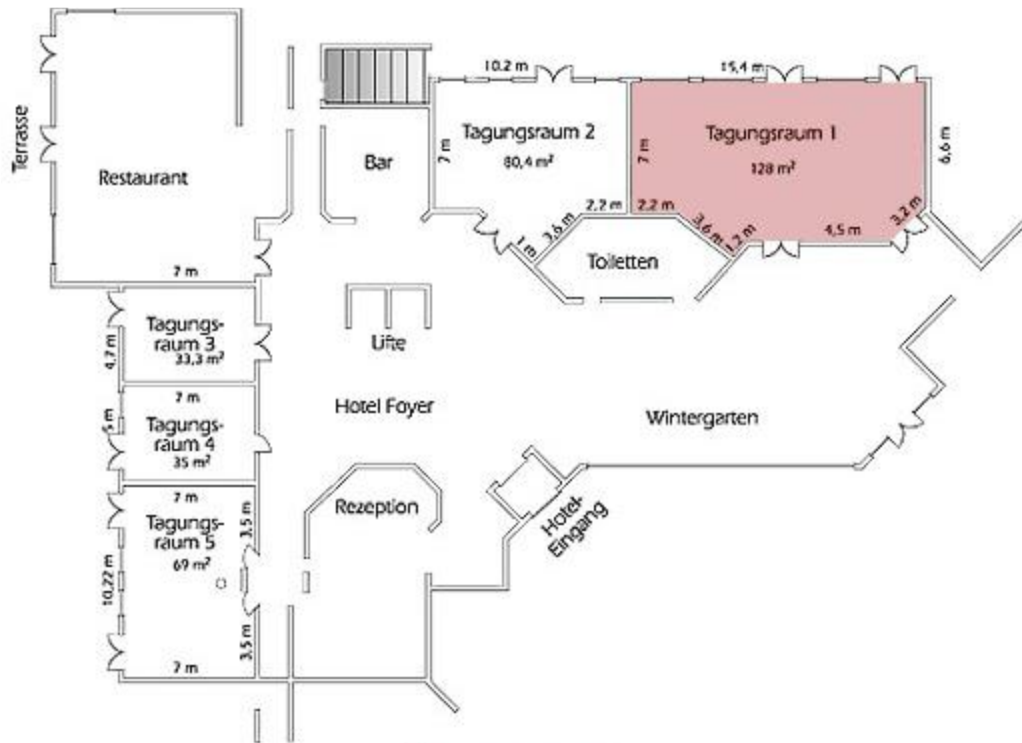 10.2 m
15,4 m
Terrasse
Restaurant
Bar
7 m
Tagungsraum 2
80,4 m²
7 m
Tagungsraum 1
128 m²
6,6 m
2,2 m
2,2 m
3,6 m
1 m
3,6 m
1,2 m
4,5 m
3,2 m
Toiletten
7 m
Tagungs-
raum 3
33,3 m²
4,7 m
Lifte
7 m
Tagungs-
raum 4
35 m²
5 m
Hotel Foyer
Wintergarten
7 m
Tagungs-
raum 5
69 m²
3,5 m
10,22 m
3,5 m
7 m
Rezeption
Hotel-
Eingang